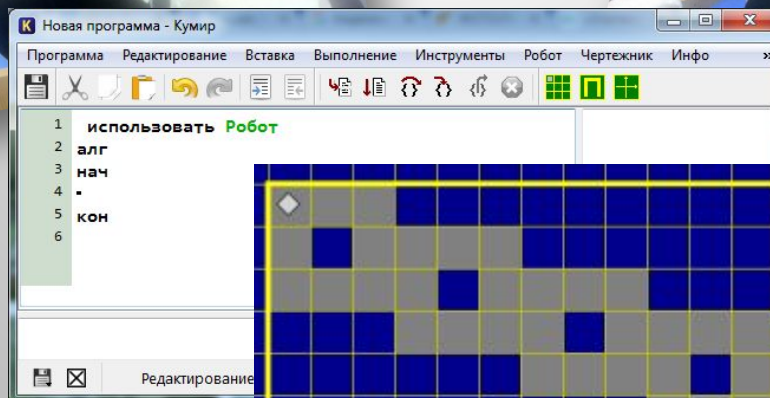 Новая программа - Кумир
Программа Редактирование Вставка Выполнение Инструменты Робот Чертежник Инфо »
1 использовать Робот
2 алг
3 нач
4 ▪
5 кон
6
Редактирование